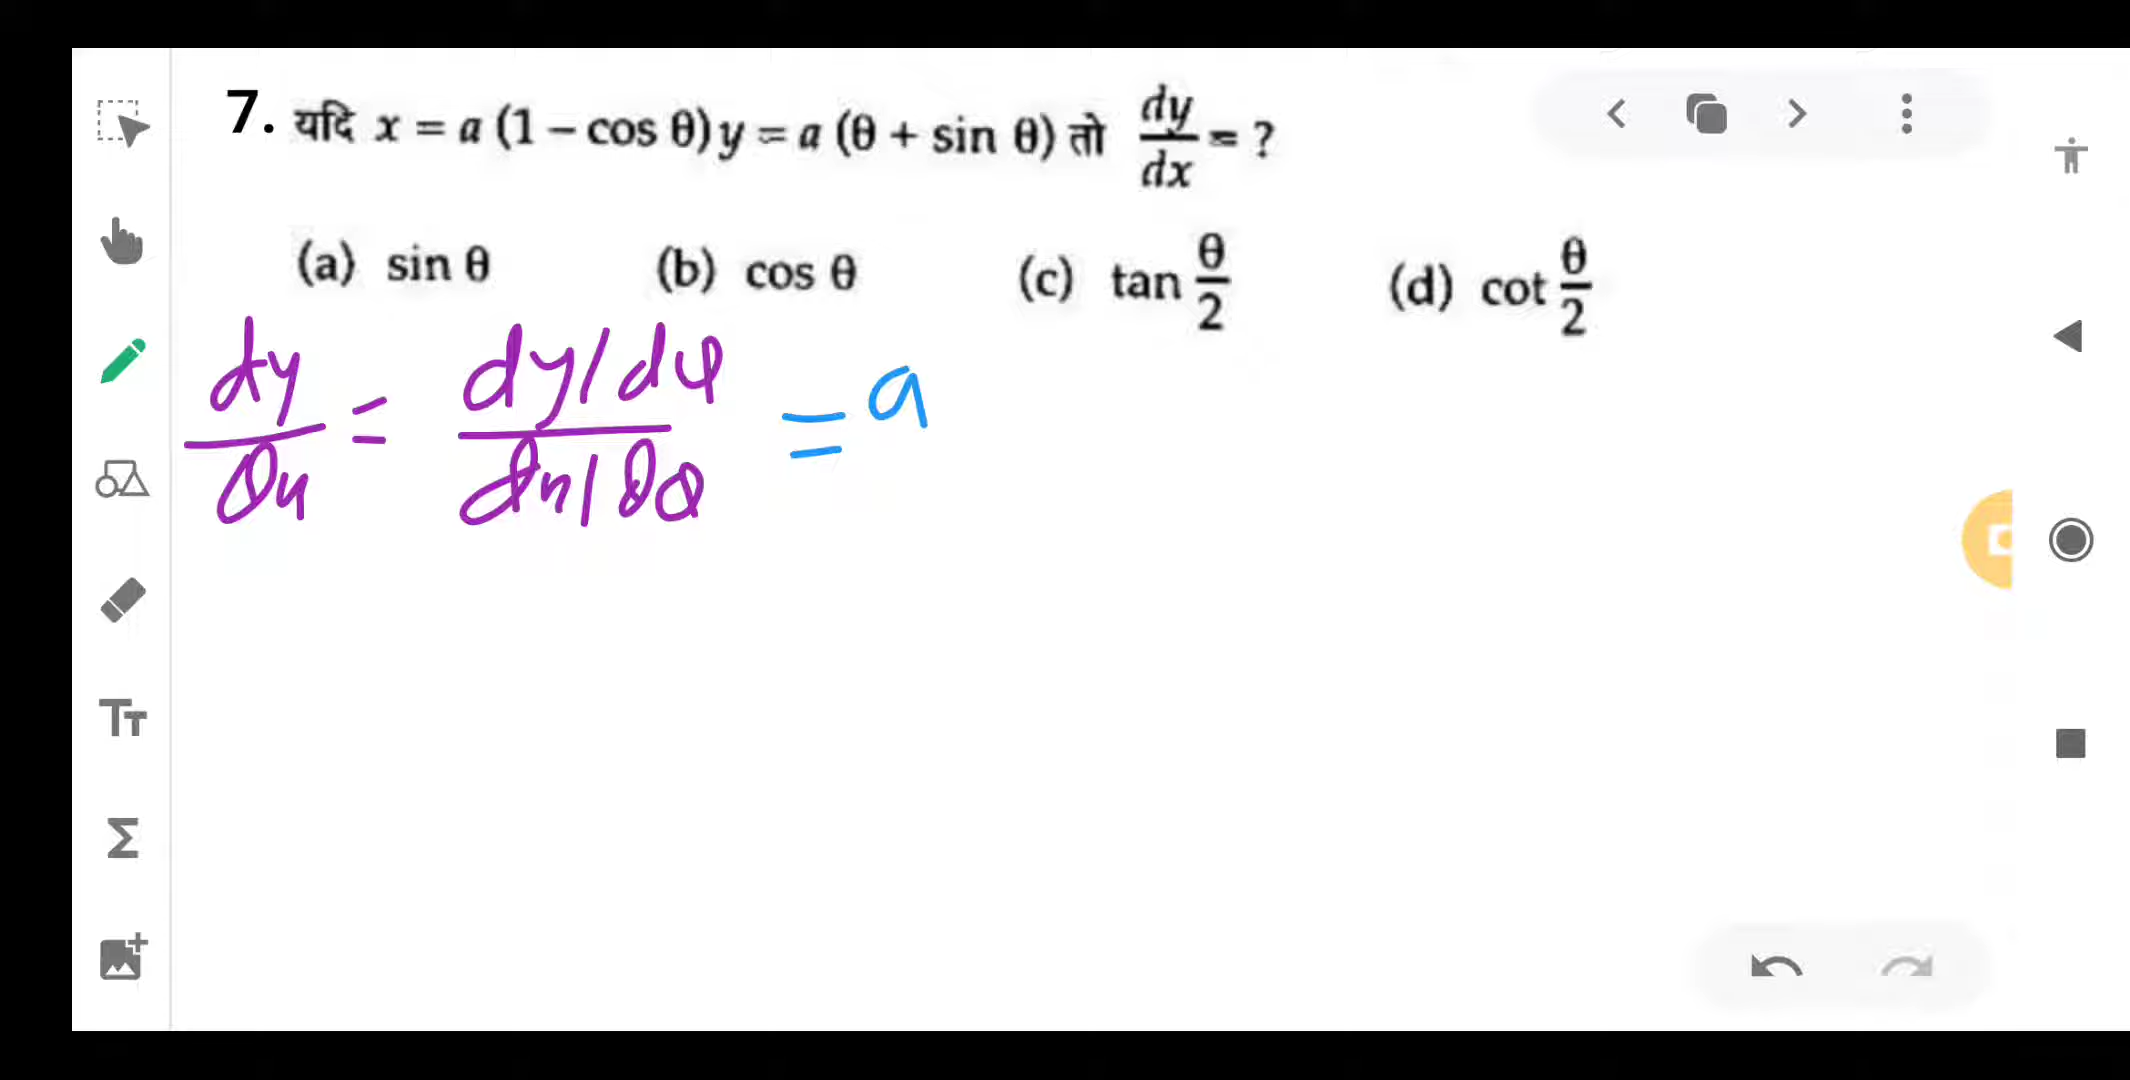 7. यदि x = a (1 – cos θ) y = a (θ + sin θ) तो dy/dx = ?
(a) sin θ (b) cos θ (c) tan θ/2 (d) cot θ/2
dy/dx = dy/dθ / dx/dθ = a
Tт
Σ